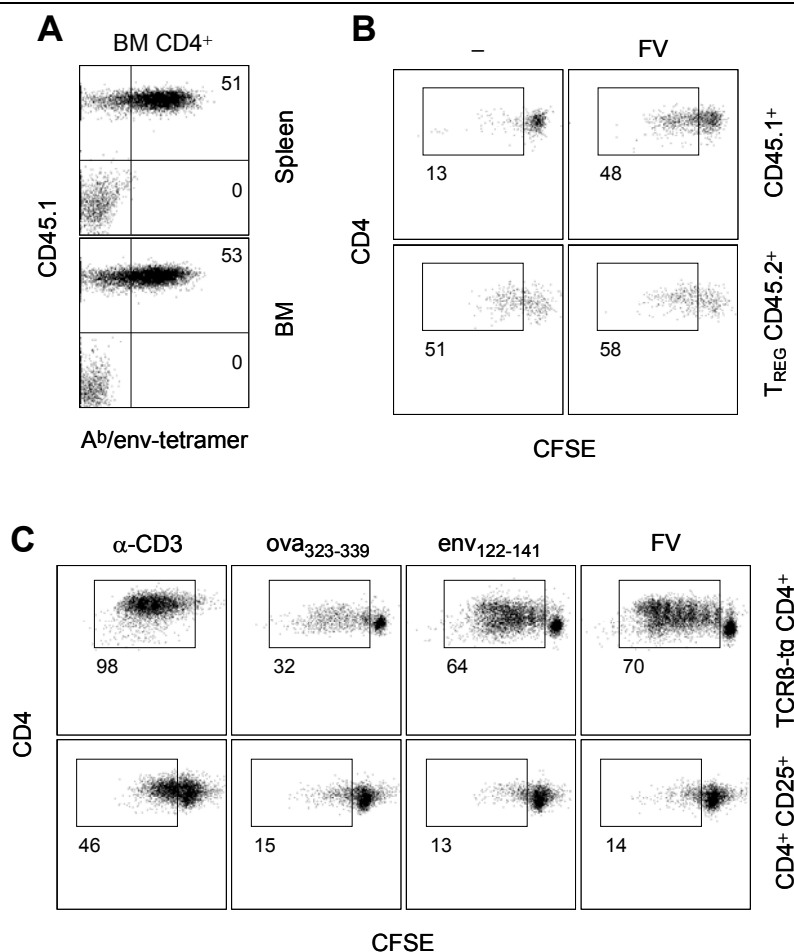 A
BM CD4⁺
51
0
Spleen
53
0
BM
CD45.1
Aᵇ/env-tetramer
B
–
FV
13
48
CD45.1⁺
51
58
T_REG CD45.2⁺
CD4
CFSE
C
α-CD3
ova₃₂₃₋₃₃₉
env₁₂₂₋₁₄₁
FV
98
32
64
70
TCRß-tg CD4⁺
46
15
13
14
CD4⁺ CD25⁺
CD4
CFSE